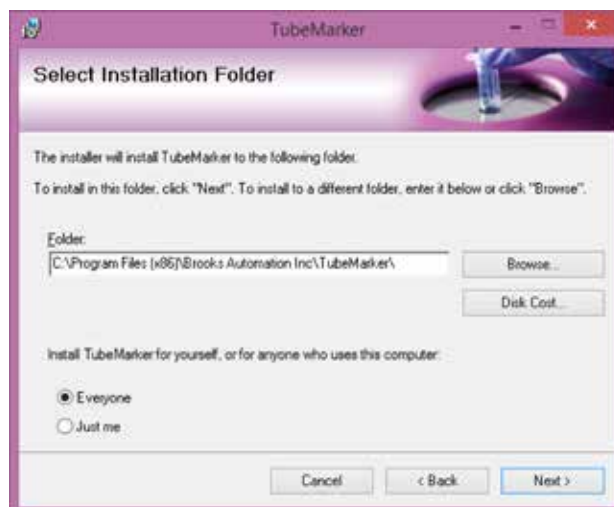 TubeMarker
Select Installation Folder
The installer will install TubeMarker to the following folder.
To install in this folder, click "Next". To install to a different folder, enter it below or click "Browse".
Folder:
C:\Program Files (x86)\Brooks Automation Inc\TubeMarker\
Browse...
Disk Cost...
Install TubeMarker for yourself, or for anyone who uses this computer:
Everyone
Just me
Cancel
< Back
Next >